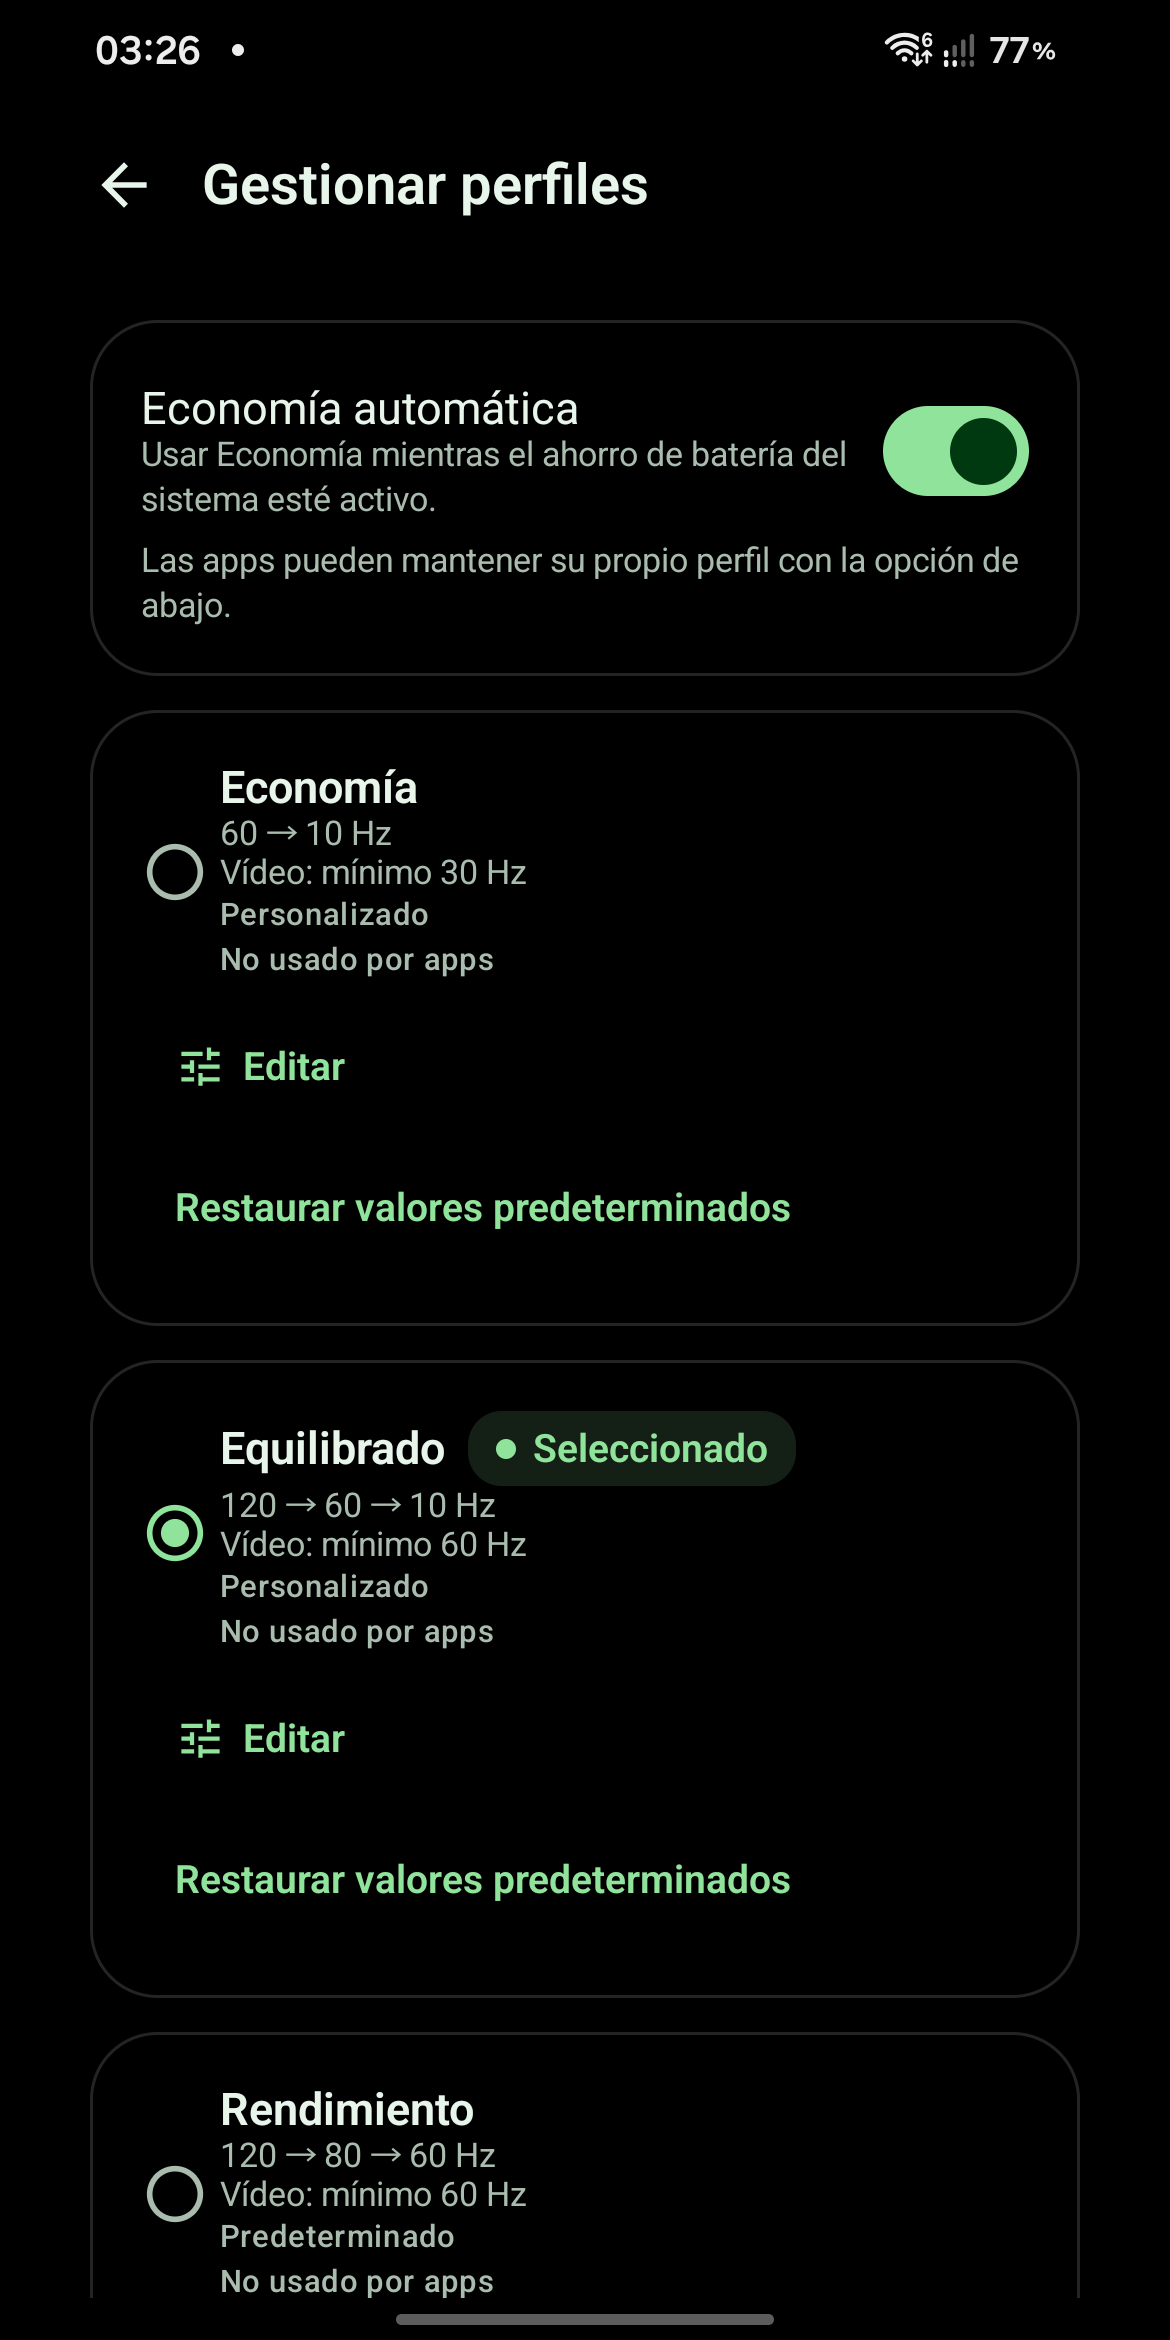 03:26
6
77%
Gestionar perfiles
Economía automática
Usar Economía mientras el ahorro de batería del
sistema esté activo.
Las apps pueden mantener su propio perfil con la opción de
abajo.
Economía
60 → 10 Hz
Vídeo: mínimo 30 Hz
Personalizado
No usado por apps
Editar
Restaurar valores predeterminados
Equilibrado
Seleccionado
120 → 60 → 10 Hz
Vídeo: mínimo 60 Hz
Personalizado
No usado por apps
Editar
Restaurar valores predeterminados
Rendimiento
120 → 80 → 60 Hz
Vídeo: mínimo 60 Hz
Predeterminado
No usado por apps